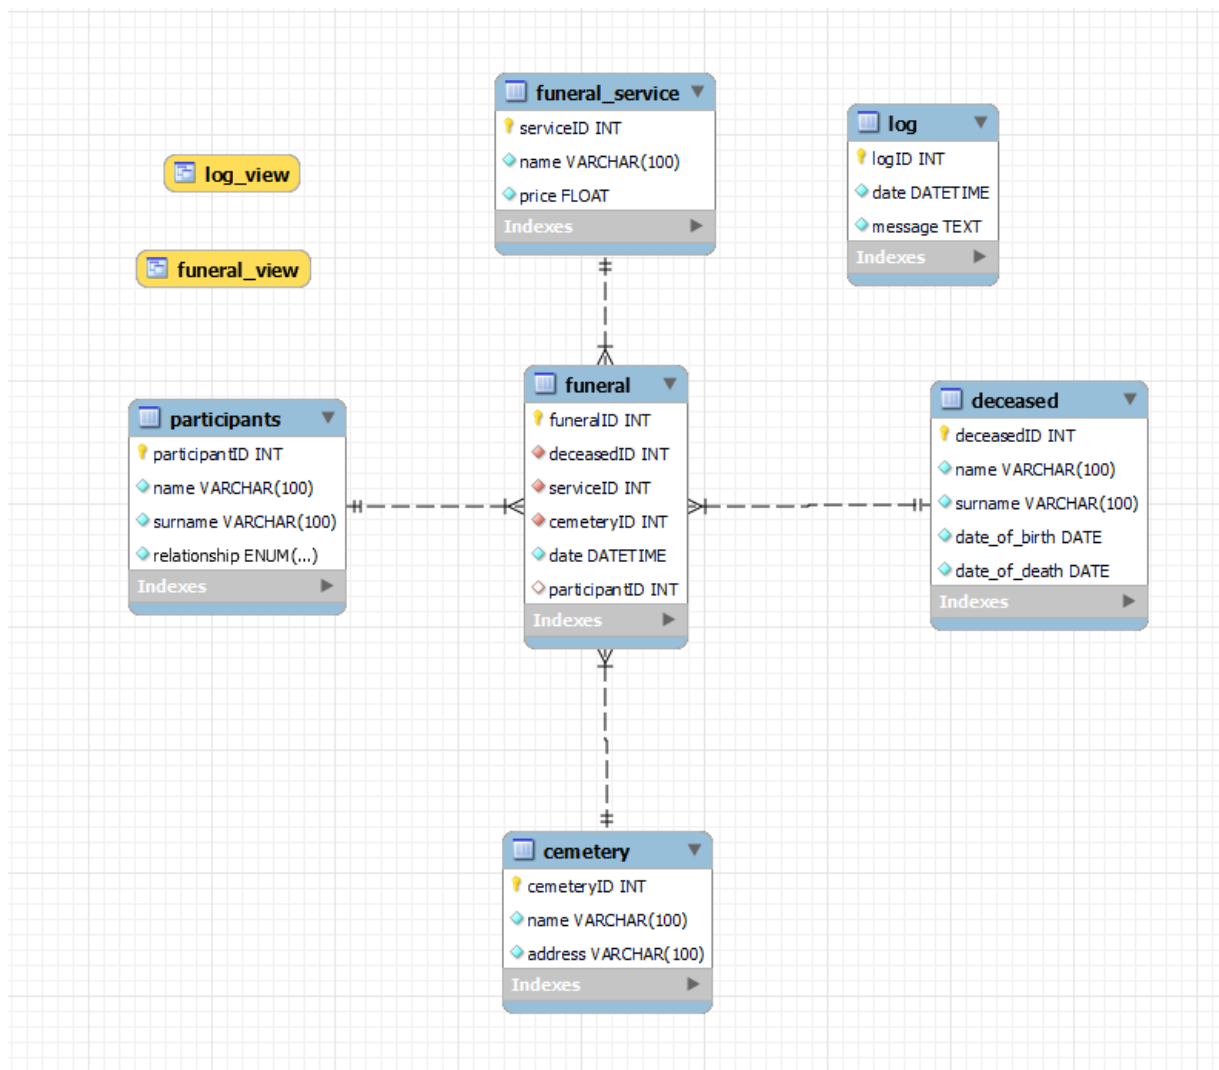 funeral_service
serviceID INT
name VARCHAR(100)
price FLOAT
Indexes
log
logID INT
date DATETIME
message TEXT
Indexes
log_view
funeral_view
participants
participantID INT
name VARCHAR(100)
surname VARCHAR(100)
relationship ENUM(...)
Indexes
funeral
funeralID INT
deceasedID INT
serviceID INT
cemeteryID INT
date DATETIME
participantID INT
Indexes
deceased
deceasedID INT
name VARCHAR(100)
surname VARCHAR(100)
date_of_birth DATE
date_of_death DATE
Indexes
cemetery
cemeteryID INT
name VARCHAR(100)
address VARCHAR(100)
Indexes